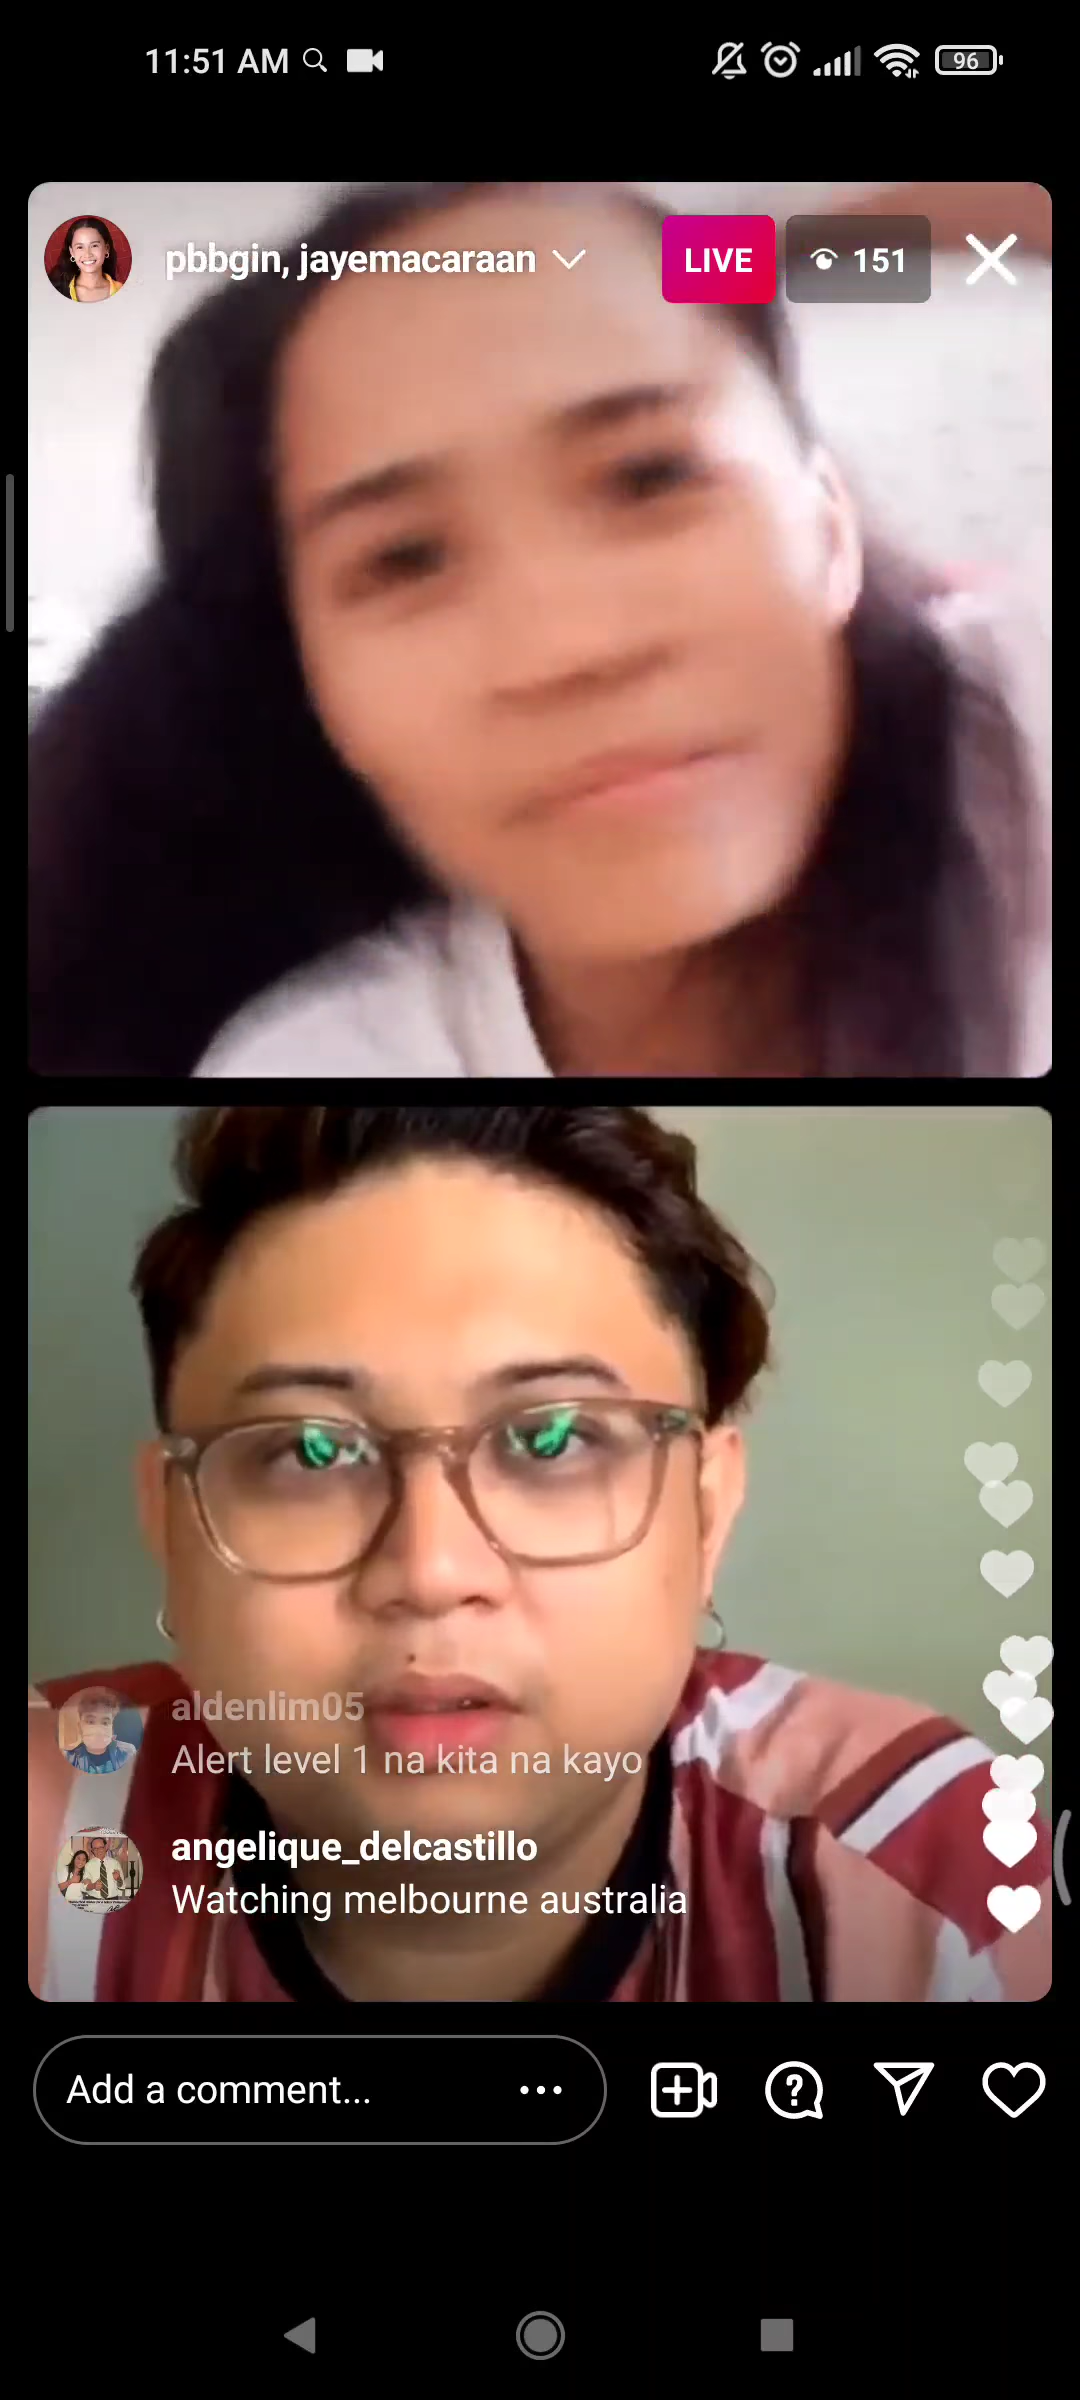 11:51 AM
96
pbbgin, jayemacaraan
LIVE
151
aldenlim05
Alert level 1 na kita na kayo
angelique_delcastillo
Watching melbourne australia
Add a comment...